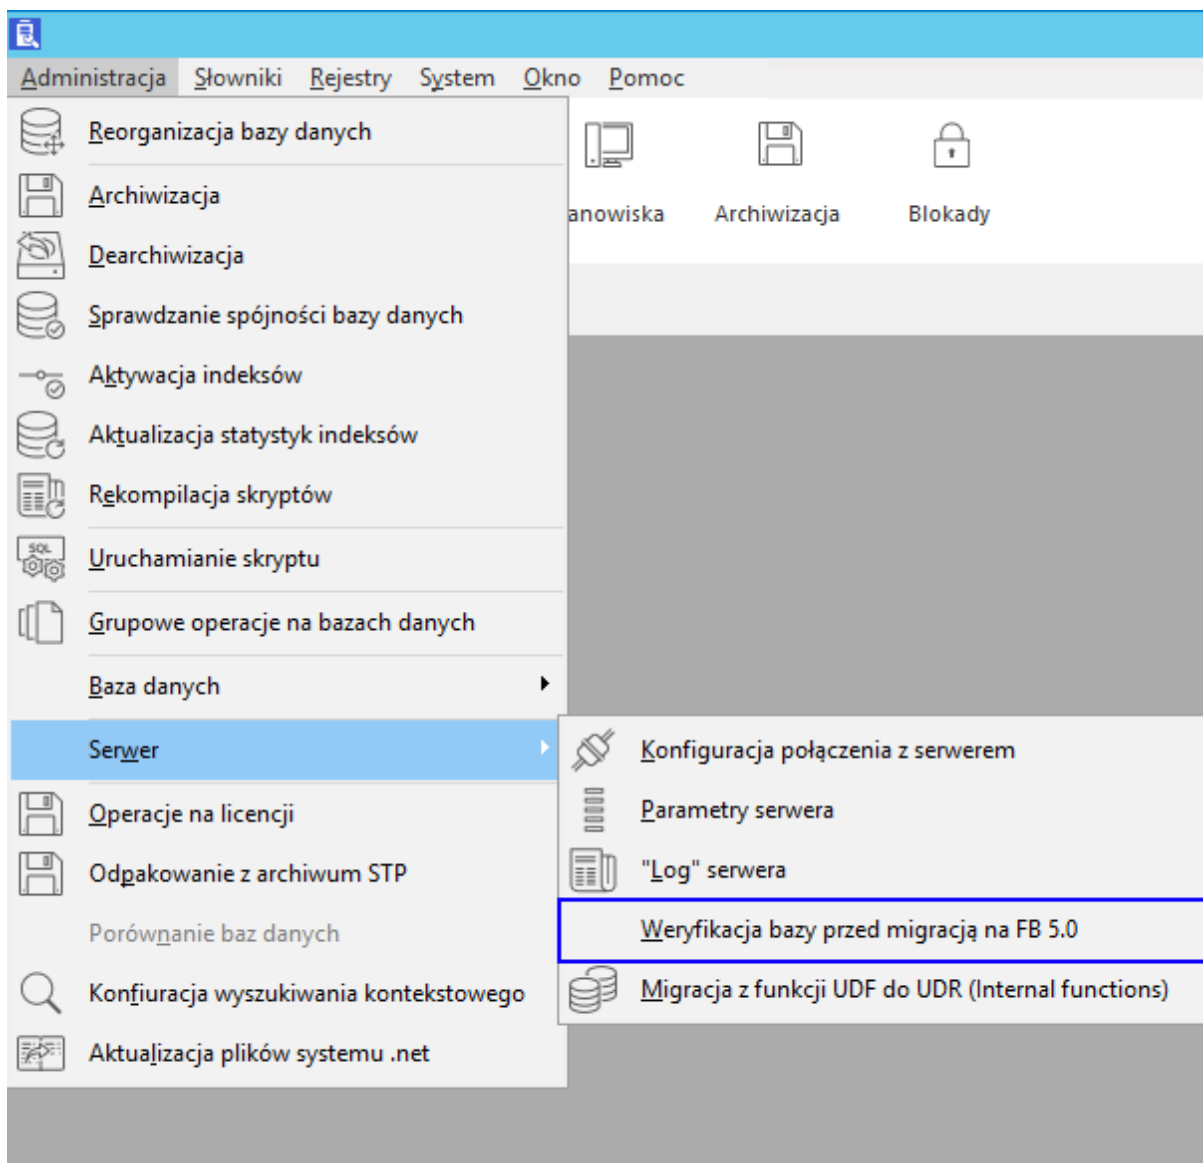 Administracja Słowniki Rejestry System Okno Pomoc
Reorganizacja bazy danych
Archiwizacja
anowiska Archiwizacja Blokady
Dearchiwizacja
Sprawdzanie spójności bazy danych
Aktywacja indeksów
Aktualizacja statystyk indeksów
Rekompilacja skryptów
SQL
Uruchamianie skryptu
Grupowe operacje na bazach danych
Baza danych
Serwer
Konfiguracja połączenia z serwerem
Parametry serwera
"Log" serwera
Weryfikacja bazy przed migracją na FB 5.0
Migracja z funkcji UDF do UDR (Internal functions)
Operacje na licencji
Odpakowanie z archiwum STP
Porównanie baz danych
Konfiuracja wyszukiwania kontekstowego
Aktualizacja plików systemu .net